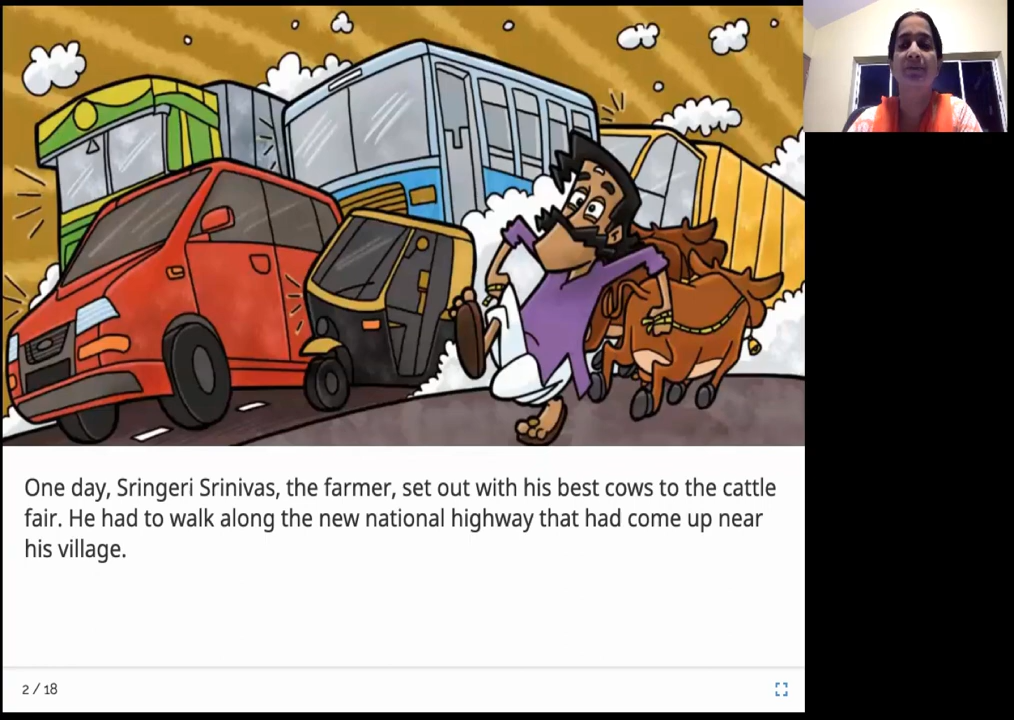 One day, Sringeri Srinivas, the farmer, set out with his best cows to the cattle
fair. He had to walk along the new national highway that had come up near
his village.
2 / 18